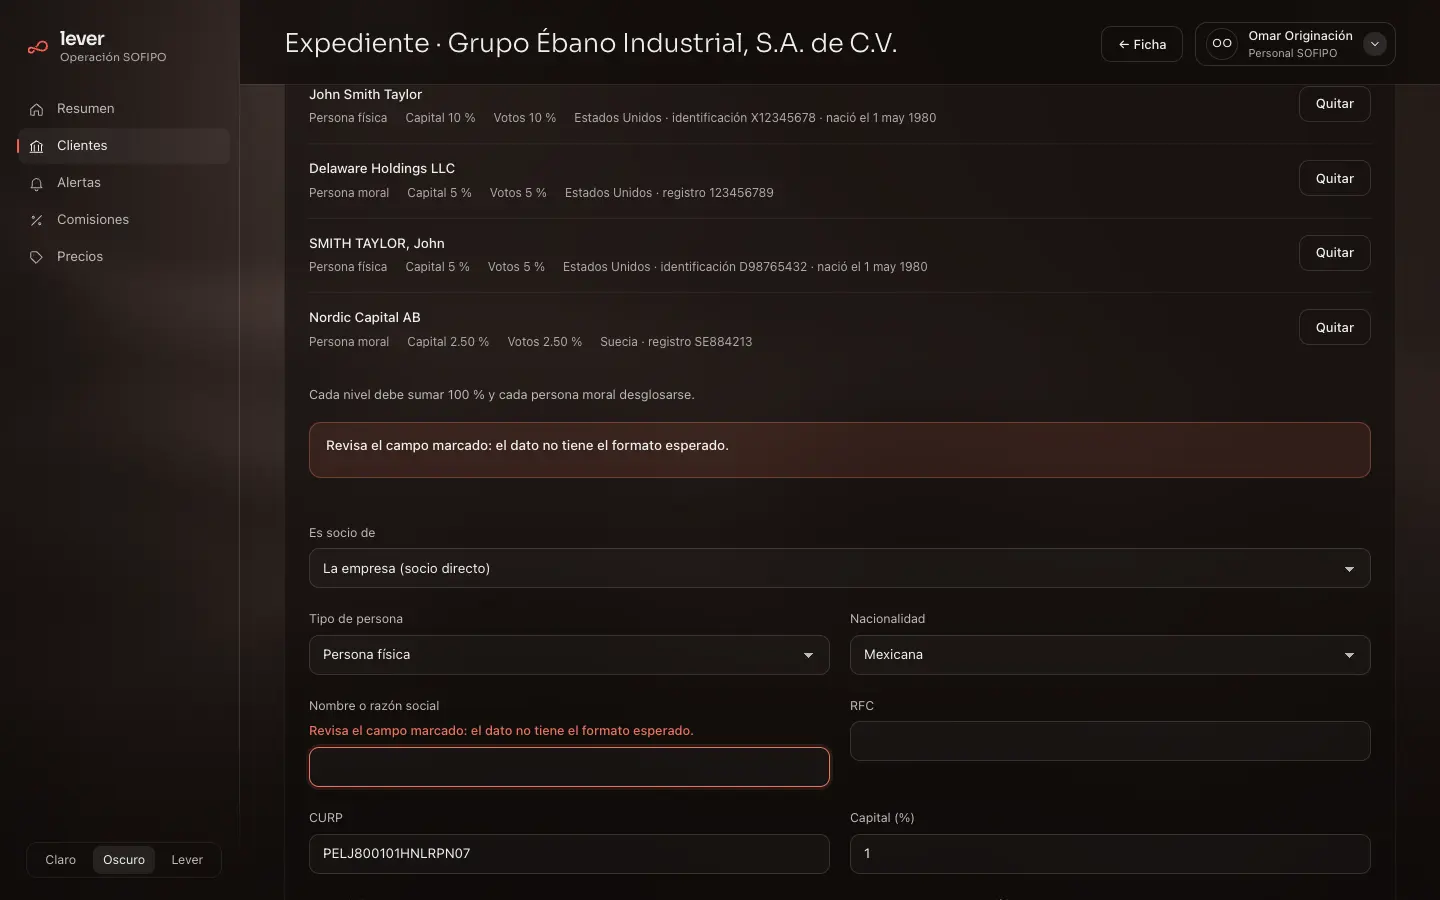 lever
Operación SOFIPO
Resumen
Clientes
Alertas
Comisiones
Precios
Claro Oscuro Lever
Expediente · Grupo Ébano Industrial, S.A. de C.V.
← Ficha
OO
Omar Originación
Personal SOFIPO
John Smith Taylor
Persona física Capital 10 % Votos 10 % Estados Unidos · identificación X12345678 · nació el 1 may 1980
Quitar
Delaware Holdings LLC
Persona moral Capital 5 % Votos 5 % Estados Unidos · registro 123456789
Quitar
SMITH TAYLOR, John
Persona física Capital 5 % Votos 5 % Estados Unidos · identificación D98765432 · nació el 1 may 1980
Quitar
Nordic Capital AB
Persona moral Capital 2.50 % Votos 2.50 % Suecia · registro SE884213
Quitar
Cada nivel debe sumar 100 % y cada persona moral desglosarse.
Revisa el campo marcado: el dato no tiene el formato esperado.
Es socio de
La empresa (socio directo)
Tipo de persona
Persona física
Nacionalidad
Mexicana
Nombre o razón social
Revisa el campo marcado: el dato no tiene el formato esperado.
RFC
CURP
PELJ800101HNLRPN07
Capital (%)
1